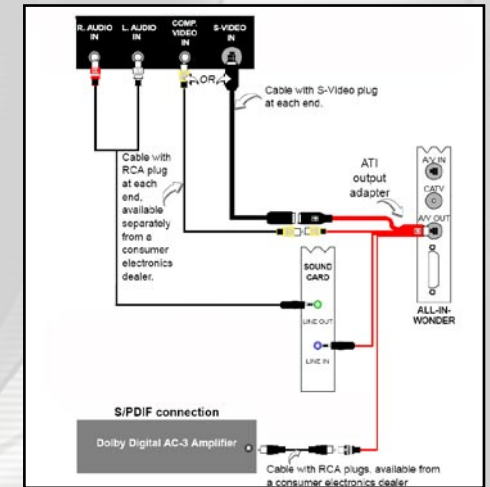 R. AUDIO
IN
L. AUDIO
IN
COMP.
VIDEO
IN
S-VIDEO
IN
OR
Cable with S-Video plug
at each end.
Cable with
RCA plug
at each
end,
available
separately
from a
consumer
electronics
dealer.
ATI
output
adapter
A/V IN
CATV
A/V OUT
ALL-IN-
WONDER
SOUND
CARD
LINE OUT
LINE IN
S/PDIF connection
Dolby Digital AC-3 Amplifier
Cable with RCA plugs, available from
a consumer electronics dealer